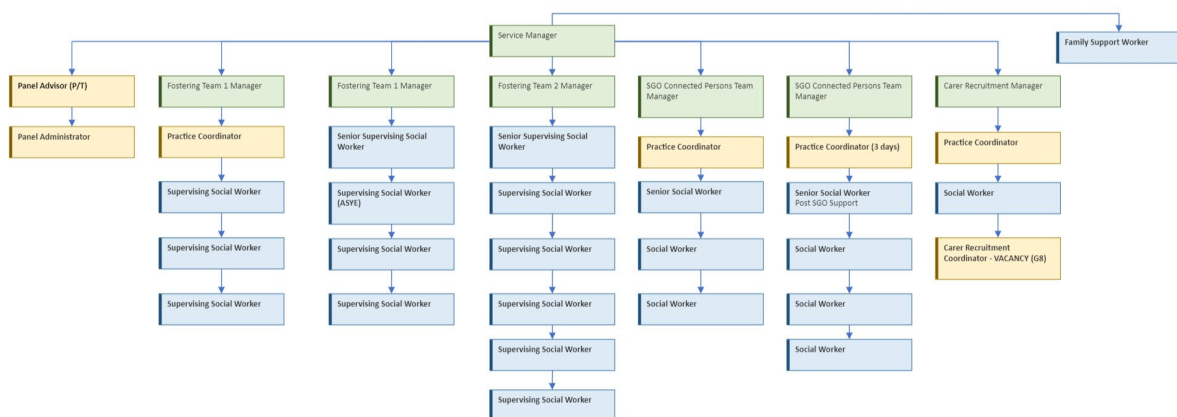 Service Manager
Family Support Worker
Panel Advisor (P/T)
Fostering Team 1 Manager
Fostering Team 1 Manager
Fostering Team 2 Manager
SGO Connected Persons Team
Manager
SGO Connected Persons Team
Manager
Carer Recruitment Manager
Panel Administrator
Practice Coordinator
Senior Supervising Social
Worker
Senior Supervising Social
Worker
Practice Coordinator
Practice Coordinator (3 days)
Practice Coordinator
Supervising Social Worker
Supervising Social Worker
(ASYE)
Supervising Social Worker
Senior Social Worker
Senior Social Worker
Post SGO Support
Social Worker
Supervising Social Worker
Supervising Social Worker
Supervising Social Worker
Social Worker
Social Worker
Carer Recruitment
Coordinator - VACANCY (G8)
Supervising Social Worker
Supervising Social Worker
Supervising Social Worker
Social Worker
Social Worker
Supervising Social Worker
Social Worker
Supervising Social Worker